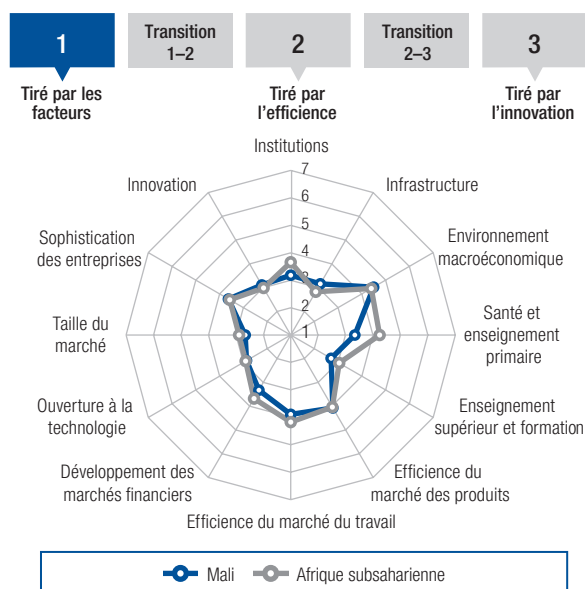 1
Transition
1–2
2
Transition
2–3
3
Tiré par les
facteurs
Tiré par
l'efficience
Tiré par
l'innovation
Institutions
Infrastructure
Environnement
macroéconomique
Santé et
enseignement
primaire
Enseignement
supérieur et formation
Efficience du
marché des produits
Efficience du marché du travail
Développement des
marchés financiers
Ouverture à la
technologie
Taille du
marché
Sophistication
des entreprises
Innovation
7
6
5
4
3
2
1
Mali
Afrique subsaharienne